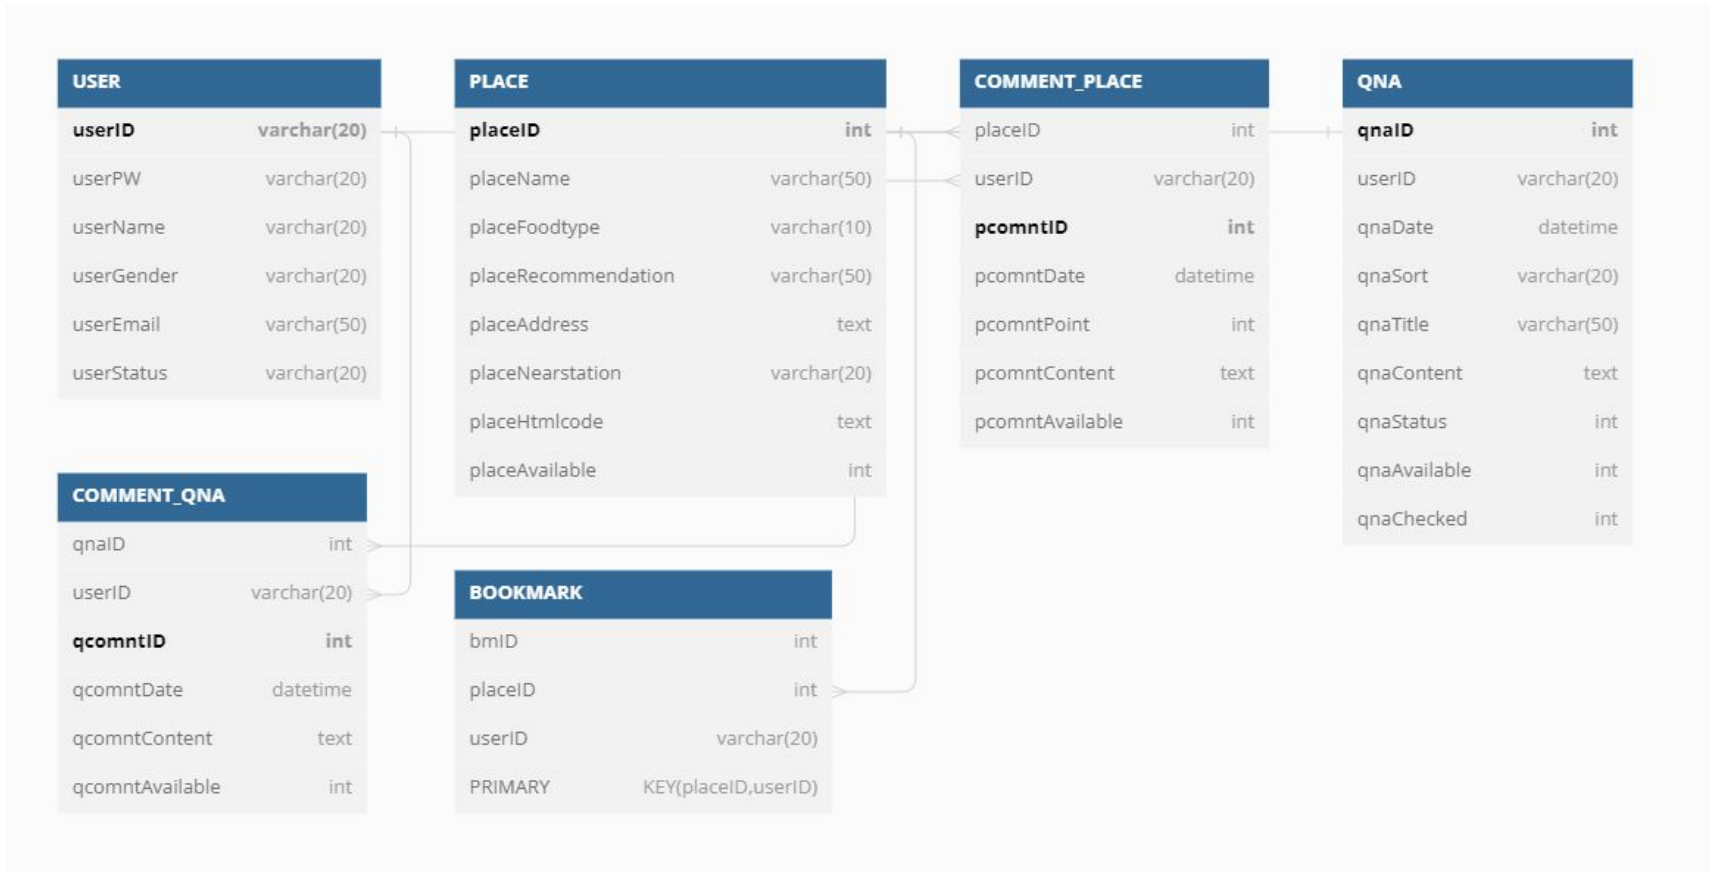 USER
userID varchar(20)
userPW varchar(20)
userName varchar(20)
userGender varchar(20)
userEmail varchar(50)
userStatus varchar(20)
PLACE
placeID int
placeName varchar(50)
placeFoodtype varchar(10)
placeRecommendation varchar(50)
placeAddress text
placeNearstation varchar(20)
placeHtmlcode text
placeAvailable int
COMMENT_PLACE
placeID int
userID varchar(20)
pcomntID int
pcomntDate datetime
pcomntPoint int
pcomntContent text
pcomntAvailable int
QNA
qnaID int
userID varchar(20)
qnaDate datetime
qnaSort varchar(20)
qnaTitle varchar(50)
qnaContent text
qnaStatus int
qnaAvailable int
qnaChecked int
COMMENT_QNA
qnaID int
userID varchar(20)
qcomntID int
qcomntDate datetime
qcomntContent text
qcomntAvailable int
BOOKMARK
bmID int
placeID int
userID varchar(20)
PRIMARY KEY(placeID,userID)